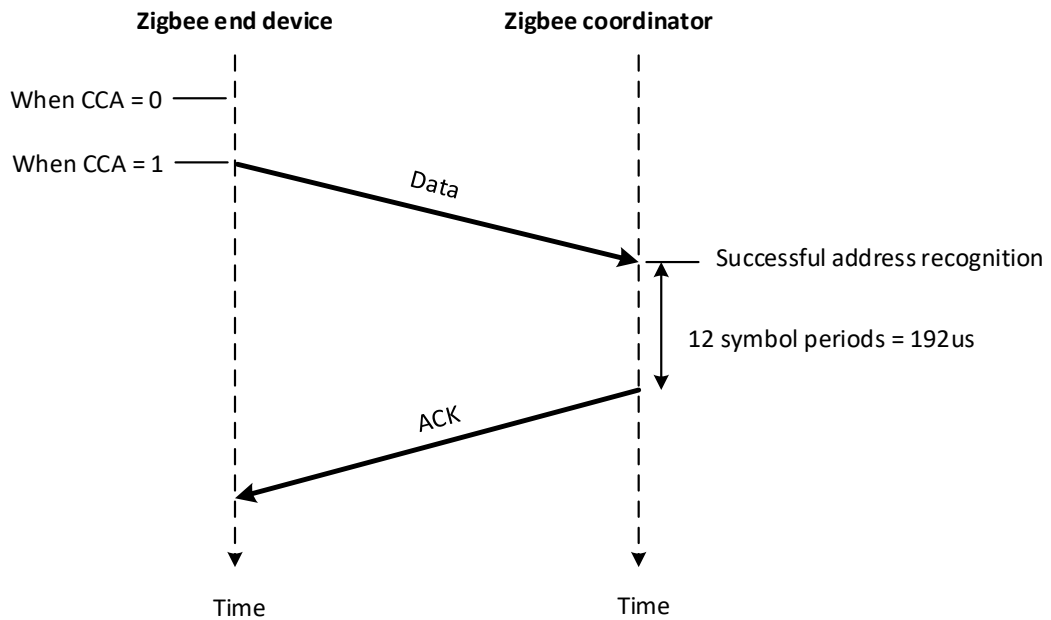 Zigbee end device
Zigbee coordinator
When CCA = 0
When CCA = 1
Data
Successful address recognition
12 symbol periods = 192us
ACK
Time
Time